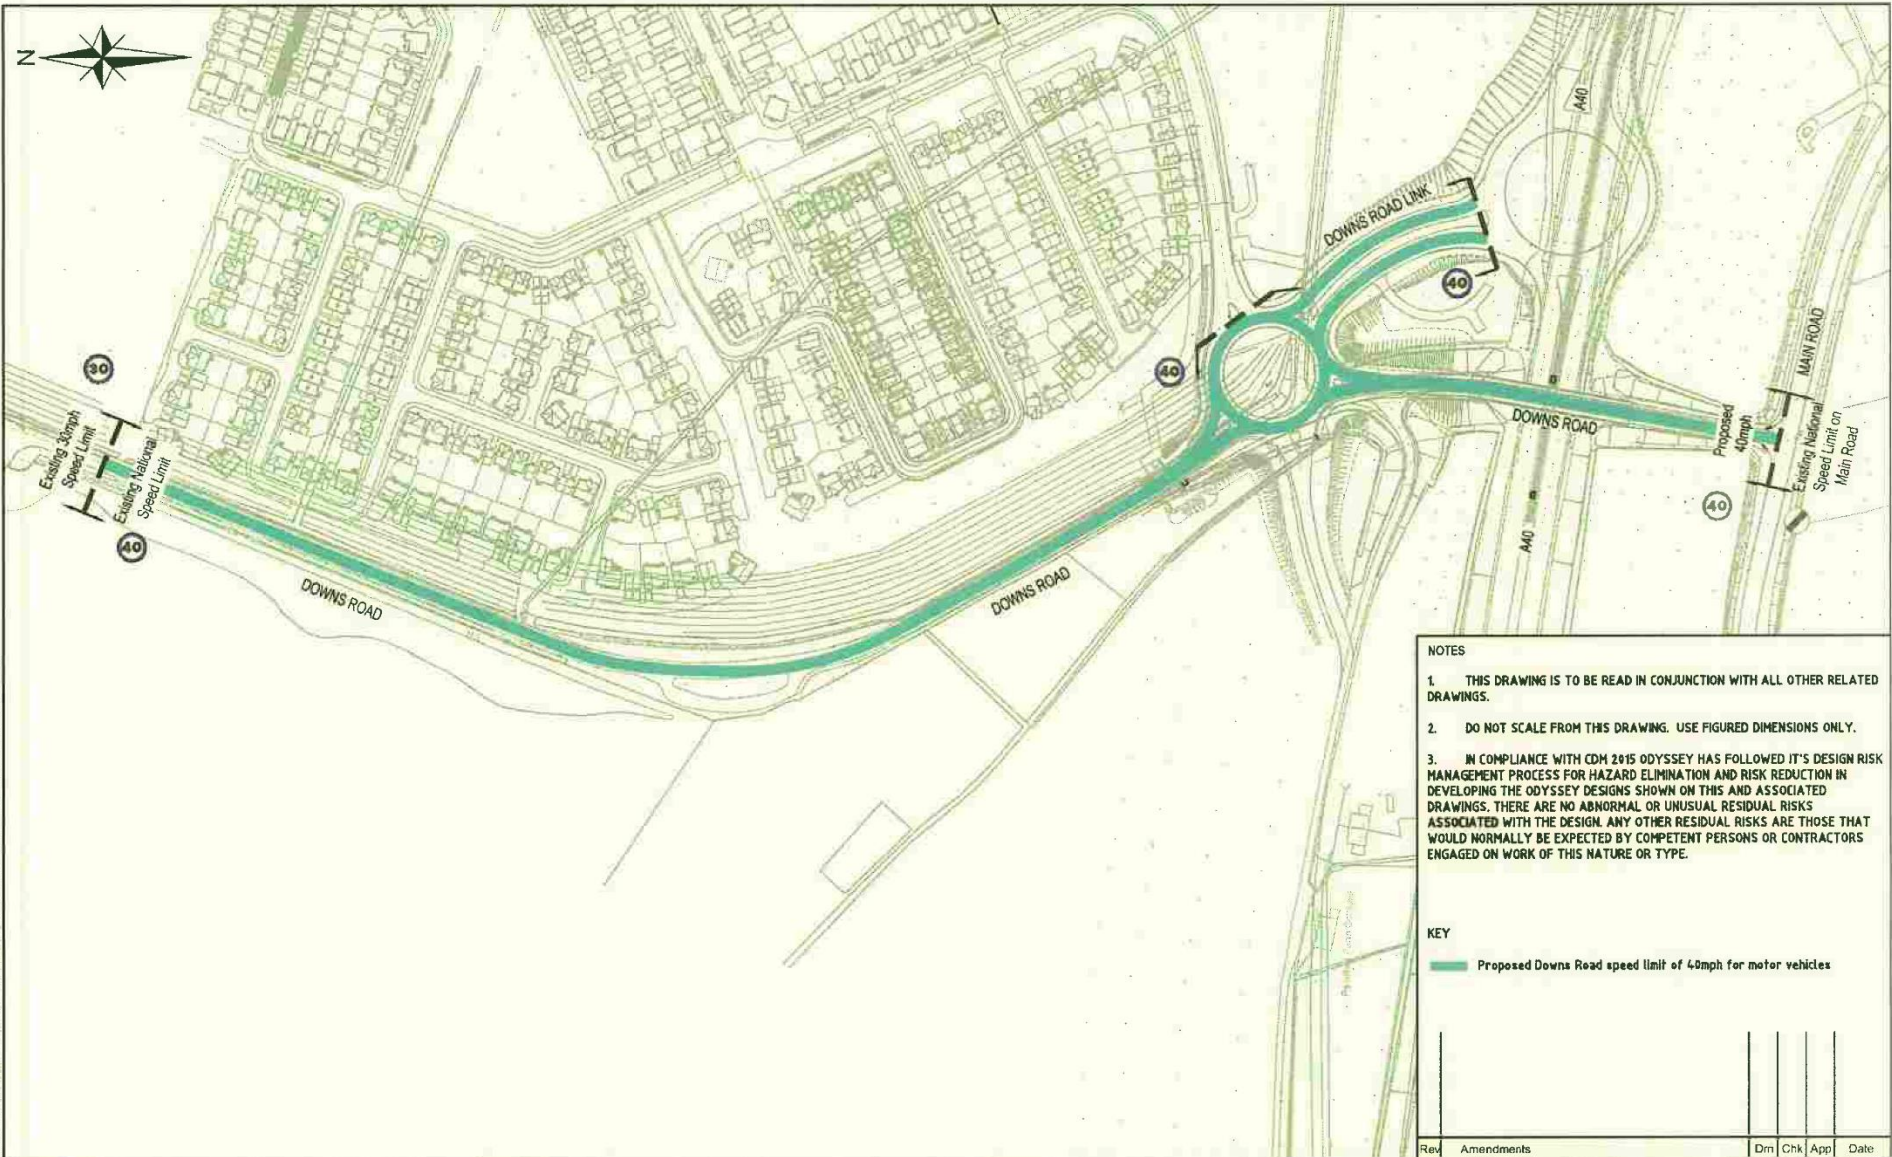 N
A40
DOWNS ROAD LINK
40
MAIN ROAD
30
40
Existing 30mph
Speed Limit
Existing National
Speed Limit
40
DOWNS ROAD
DOWNS ROAD
DOWNS ROAD
Proposed
40mph
Existing National
Speed Limit on
Main Road
40
A40
NOTES
1. THIS DRAWING IS TO BE READ IN CONJUNCTION WITH ALL OTHER RELATED
DRAWINGS.
2. DO NOT SCALE FROM THIS DRAWING. USE FIGURED DIMENSIONS ONLY.
3. IN COMPLIANCE WITH CDM 2015 ODYSSEY HAS FOLLOWED IT'S DESIGN RISK
MANAGEMENT PROCESS FOR HAZARD ELIMINATION AND RISK REDUCTION IN
DEVELOPING THE ODYSSEY DESIGNS SHOWN ON THIS AND ASSOCIATED
DRAWINGS. THERE ARE NO ABNORMAL OR UNUSUAL RESIDUAL RISKS
ASSOCIATED WITH THE DESIGN. ANY OTHER RESIDUAL RISKS ARE THOSE THAT
WOULD NORMALLY BE EXPECTED BY COMPETENT PERSONS OR CONTRACTORS
ENGAGED ON WORK OF THIS NATURE OR TYPE.
KEY
Proposed Downs Road speed limit of 40mph for motor vehicles
Rev Amendments Drn Chk App Date